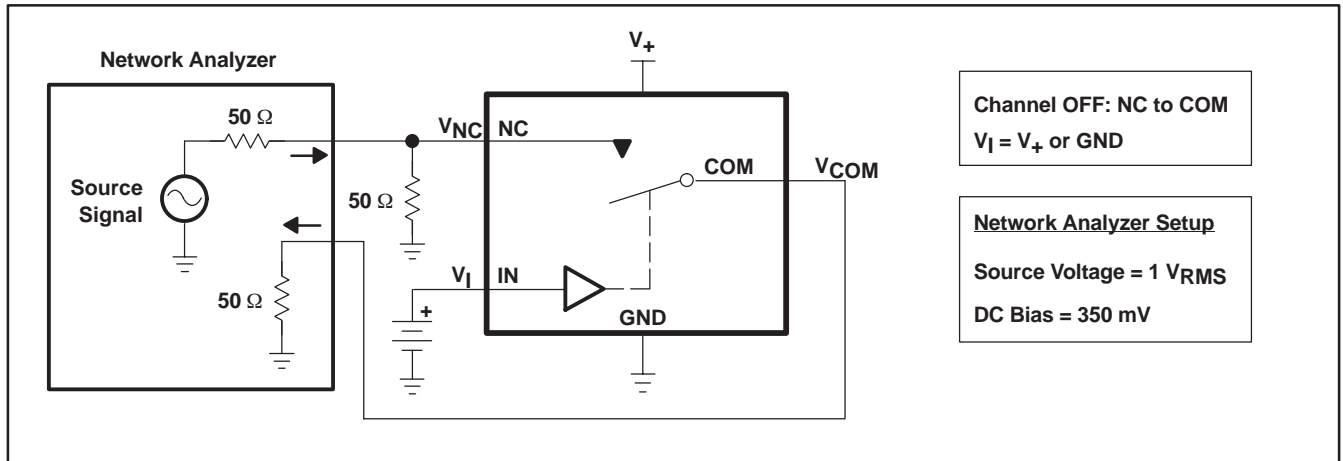 V+
Network Analyzer
50 Ω
Source
Signal
50 Ω
VNC NC
50 Ω
COM
VCOM
VI IN
+
GND
Channel OFF: NC to COM
VI = V+ or GND
Network Analyzer Setup
Source Voltage = 1 VRMS
DC Bias = 350 mV